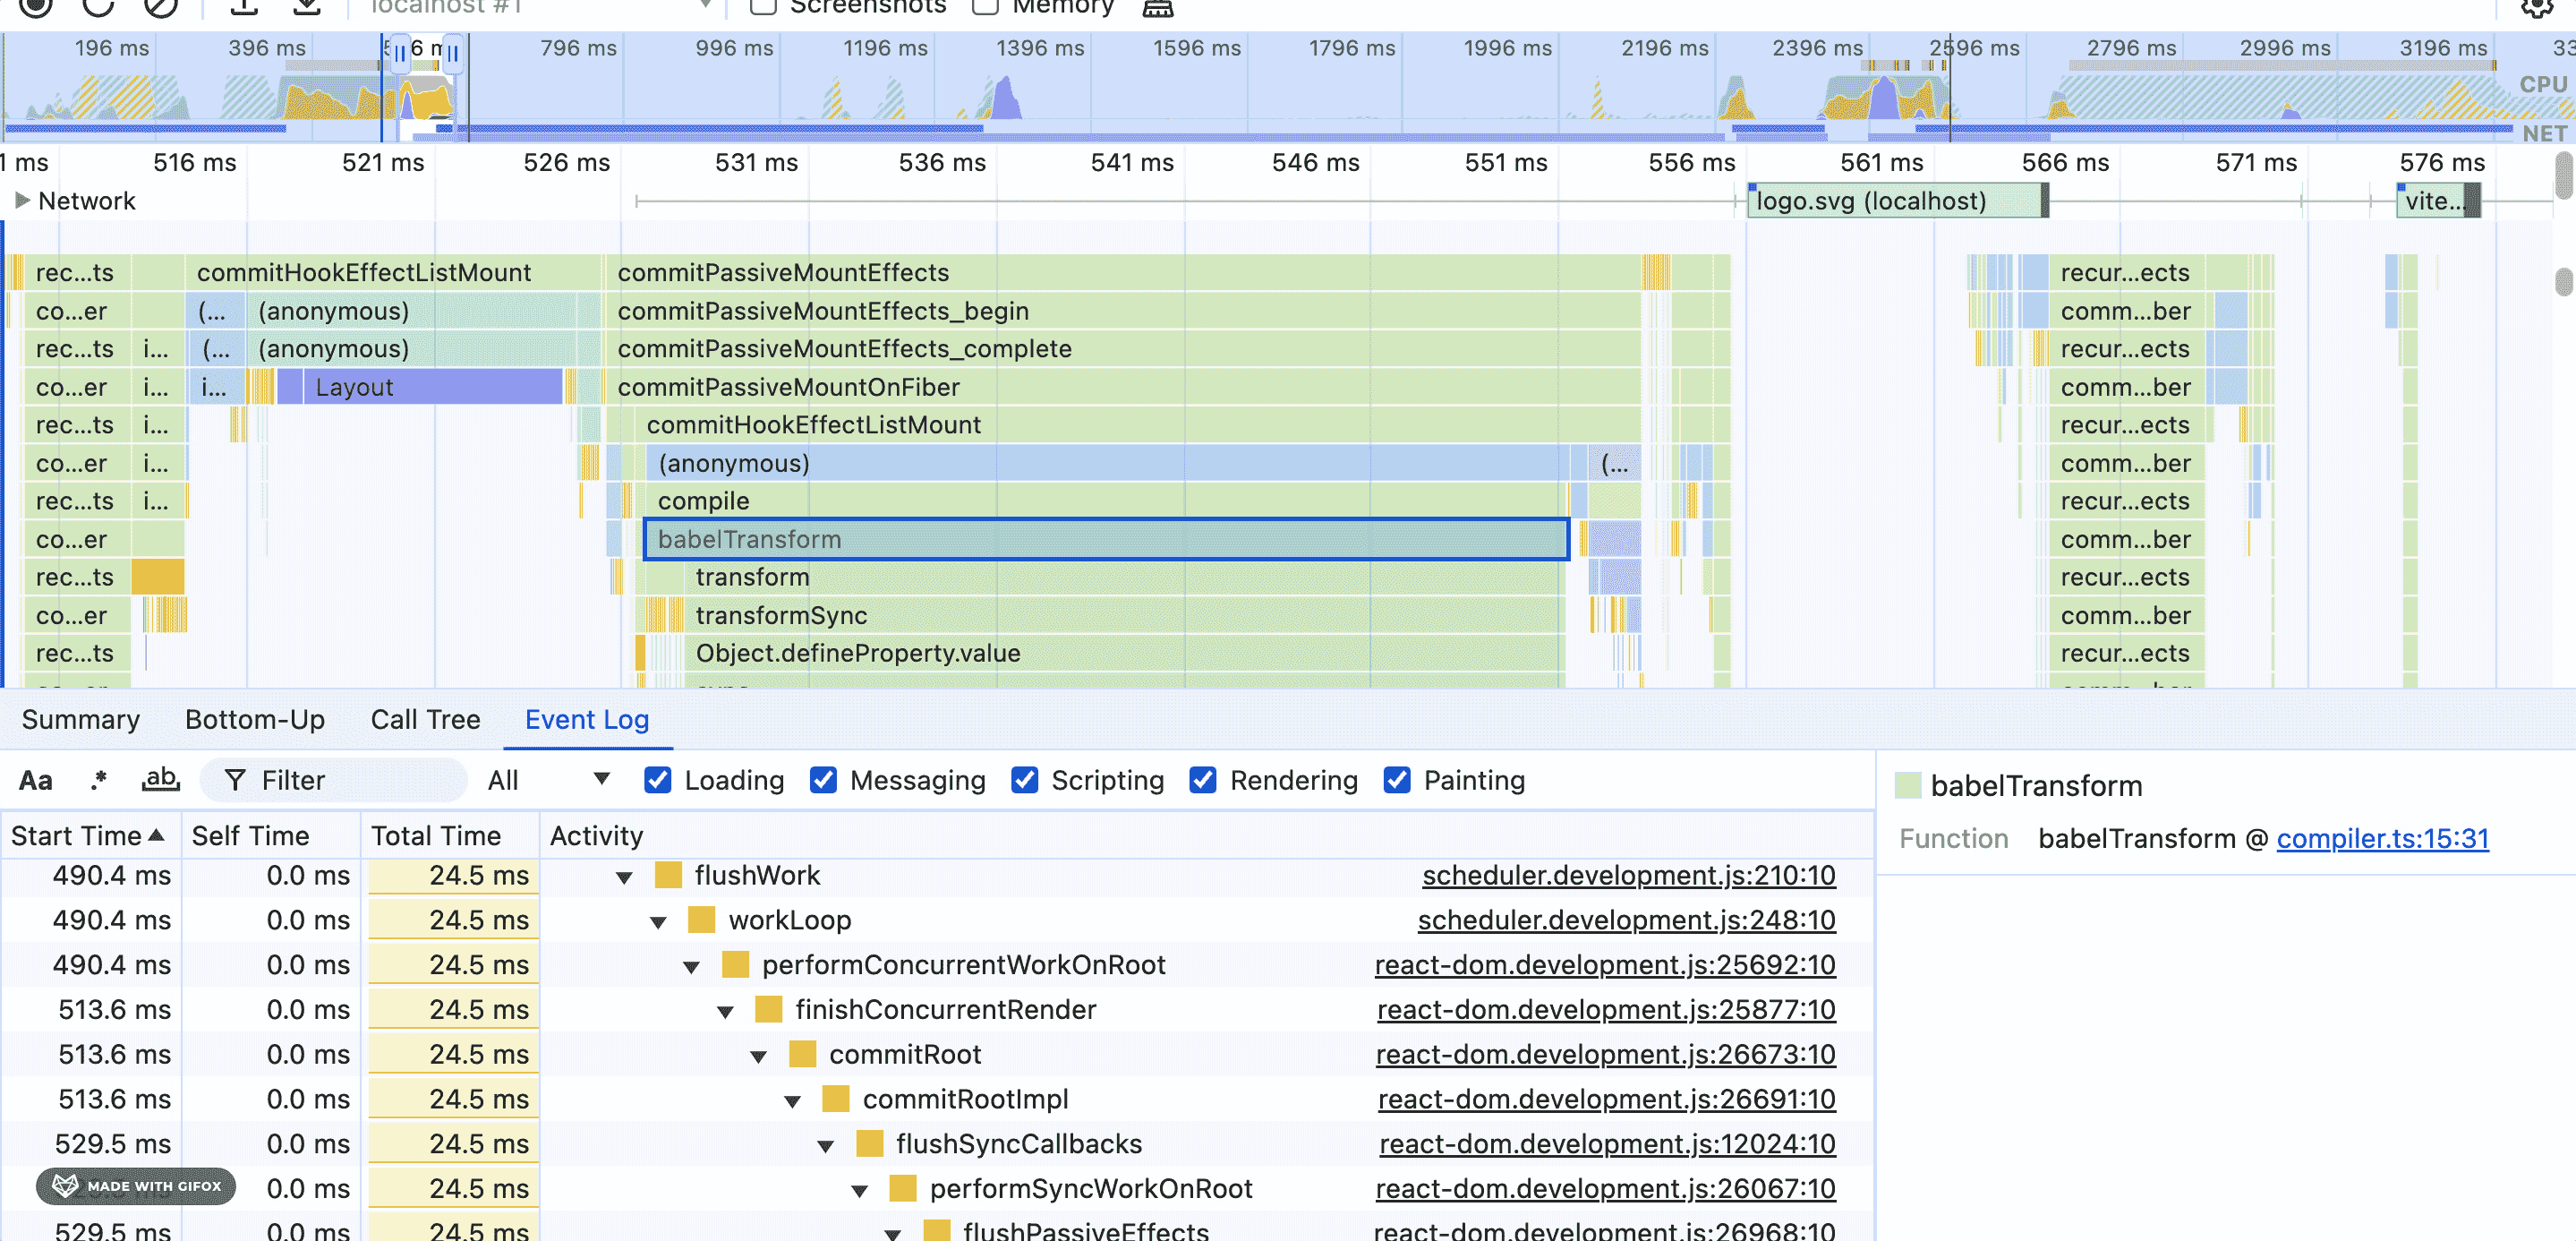 localhost #1 Screenshots Memory
196 ms 396 ms 796 ms 996 ms 1196 ms 1396 ms 1596 ms 1796 ms 1996 ms 2196 ms 2396 ms 2596 ms 2796 ms 2996 ms 3196 ms
CPU
NET
1 ms 516 ms 521 ms 526 ms 531 ms 536 ms 541 ms 546 ms 551 ms 556 ms 561 ms 566 ms 571 ms 576 ms
Network logo.svg (localhost) vite...
rec...ts commitHookEffectListMount commitPassiveMountEffects recur...ects
co...er (... (anonymous) commitPassiveMountEffects_begin comm...ber
rec...ts i... (... (anonymous) commitPassiveMountEffects_complete recur...ects
co...er i... i... Layout commitPassiveMountOnFiber comm...ber
rec...ts i... commitHookEffectListMount recur...ects
co...er i... (anonymous) (... comm...ber
rec...ts i... compile recur...ects
co...er babelTransform comm...ber
rec...ts transform recur...ects
co...er transformSync comm...ber
rec...ts Object.defineProperty.value recur...ects
Summary Bottom-Up Call Tree Event Log
Aa .* ab Filter All Loading Messaging Scripting Rendering Painting
babelTransform
Function babelTransform @ compiler.ts:15:31
Start Time Self Time Total Time Activity
490.4 ms 0.0 ms 24.5 ms flushWork scheduler.development.js:210:10
490.4 ms 0.0 ms 24.5 ms workLoop scheduler.development.js:248:10
490.4 ms 0.0 ms 24.5 ms performConcurrentWorkOnRoot react-dom.development.js:25692:10
513.6 ms 0.0 ms 24.5 ms finishConcurrentRender react-dom.development.js:25877:10
513.6 ms 0.0 ms 24.5 ms commitRoot react-dom.development.js:26673:10
513.6 ms 0.0 ms 24.5 ms commitRootImpl react-dom.development.js:26691:10
529.5 ms 0.0 ms 24.5 ms flushSyncCallbacks react-dom.development.js:12024:10
MADE WITH GIFOX 0.0 ms 24.5 ms performSyncWorkOnRoot react-dom.development.js:26067:10
529.5 ms 0.0 ms 24.5 ms flushPassiveEffects react-dom.development.js:26968:10